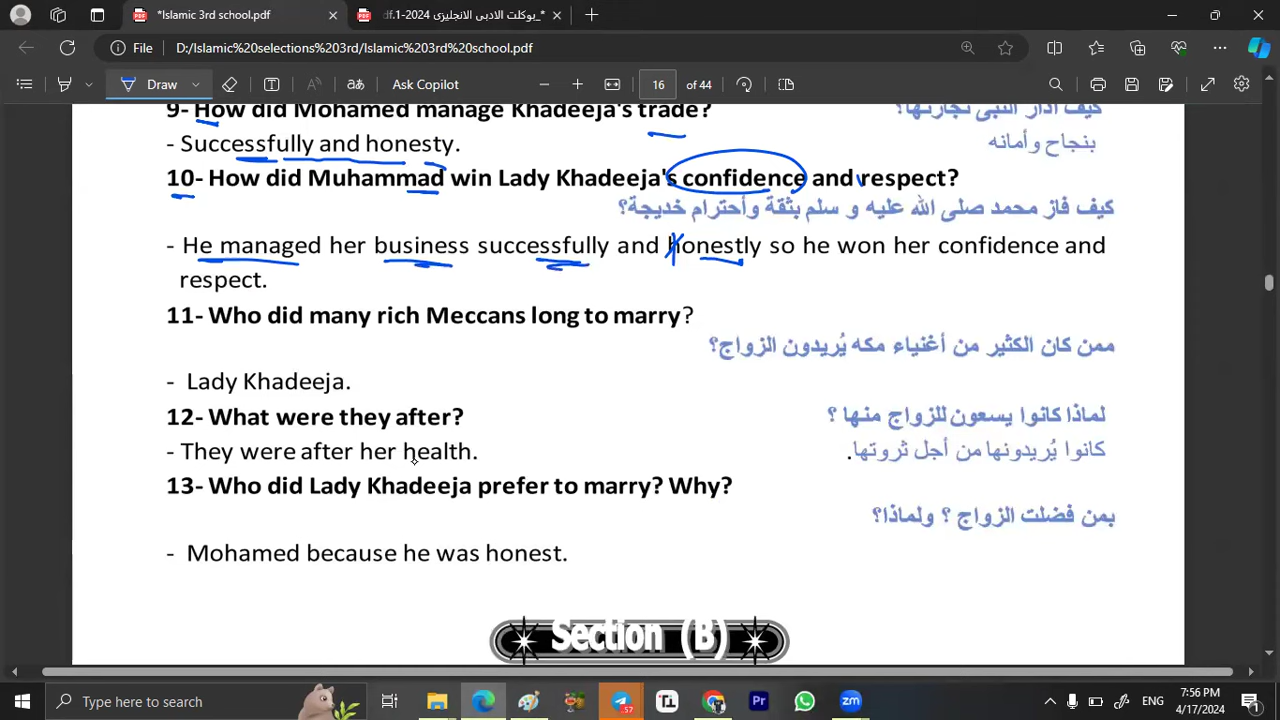 *Islamic 3rd school.pdf
df.1-2024 بوكلت الادبى الانجليزى_*
File D:/Islamic%20selections%203rd/Islamic%203rd%20school.pdf
Draw Ask Copilot 16 of 44
9- How did Mohamed manage Khadeeja's trade? كيف أدار النبى تجارتها؟
- Successfully and honesty. بنجاح وأمانه
10- How did Muhammad win Lady Khadeeja's confidence and respect?
كيف فاز محمد صلى الله عليه و سلم بثقة وأحترام خديجة؟
- He managed her business successfully and honestly so he won her confidence and
respect.
11- Who did many rich Meccans long to marry?
ممن كان الكثير من أغنياء مكه يُريدون الزواج؟
- Lady Khadeeja.
12- What were they after? لماذا كانوا يسعون للزواج منها ؟
- They were after her health. كانوا يُريدونها من أجل ثروتها.
13- Who did Lady Khadeeja prefer to marry? Why?
بمن فضلت الزواج ؟ ولماذا؟
- Mohamed because he was honest.
Section (B)
Type here to search 57 Pr zm ENG 7:56 PM
4/17/2024